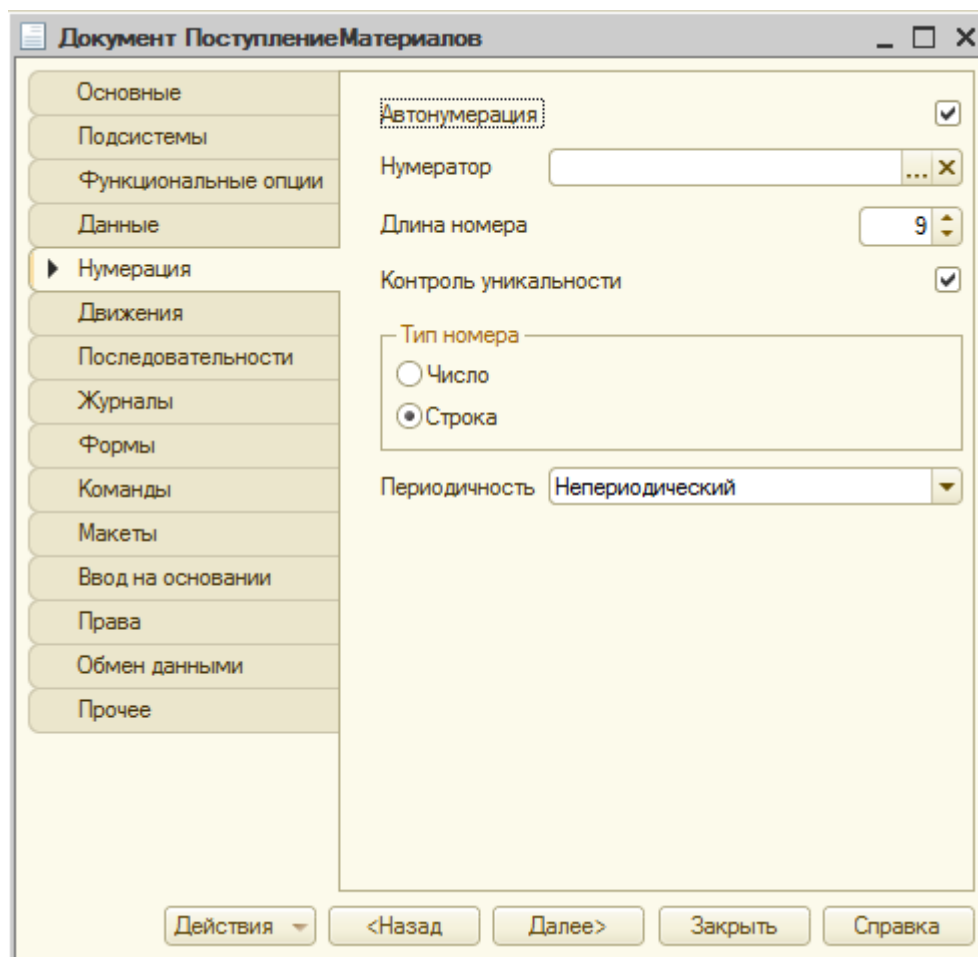 Документ ПоступлениеМатериалов
Основные
Подсистемы
Функциональные опции
Данные
Нумерация
Движения
Последовательности
Журналы
Формы
Команды
Макеты
Ввод на основании
Права
Обмен данными
Прочее
Автонумерация
Нумератор ...
Длина номера 9
Контроль уникальности
Тип номера
Число
Строка
Периодичность Непериодический
Действия <Назад Далее> Закрыть Справка